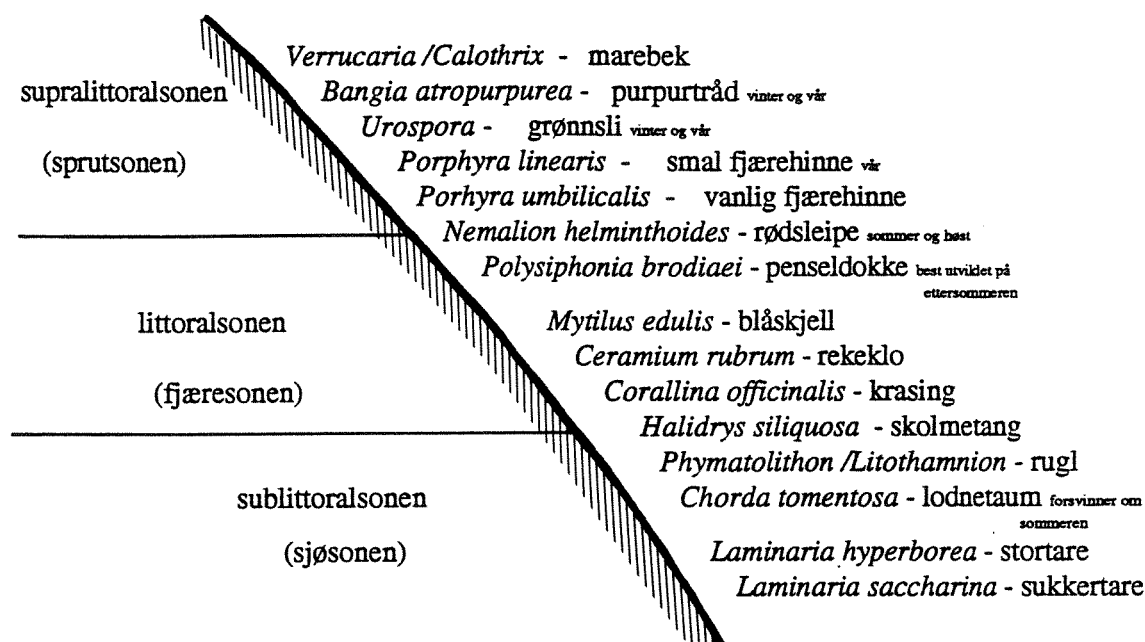 Verrucaria /Calothrix - marebek
supralittoralsonen
Bangia atropurpurea - purpurtråd vinter og vår
Urospora - grønnsli vinter og vår
(sprutsonen)
Porphyra linearis - smal fjærehinne vår
Porhyra umbilicalis - vanlig fjærehinne
Nemalion helminthoides - rødsleipe sommer og høst
Polysiphonia brodiaei - penseldokke best utviklet på
ettersommeren
littoralsonen
Mytilus edulis - blåskjell
Ceramium rubrum - rekeklo
(fjæresonen)
Corallina officinalis - krasing
Halidrys siliquosa - skolmetang
Phymatolithon /Litothamnion - rugl
sublittoralsonen
Chorda tomentosa - lodnetaum forsvinner om
sommeren
(sjøsonen)
Laminaria hyperborea - stortare
Laminaria saccharina - sukkertare